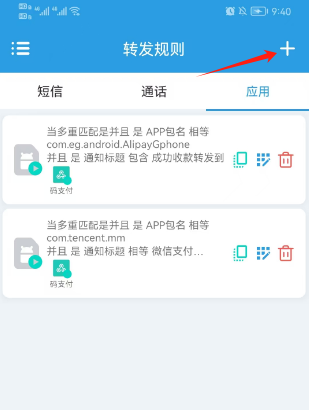 9:40
转发规则
短信
通话
应用
当多重匹配是并且 是 APP包名 相等
com.eg.android.AlipayGphone
并且 是 通知标题 包含 成功收款转发到
码支付
当多重匹配是并且 是 APP包名 相等
com.tencent.mm
并且 是 通知标题 相等 微信支付...
码支付